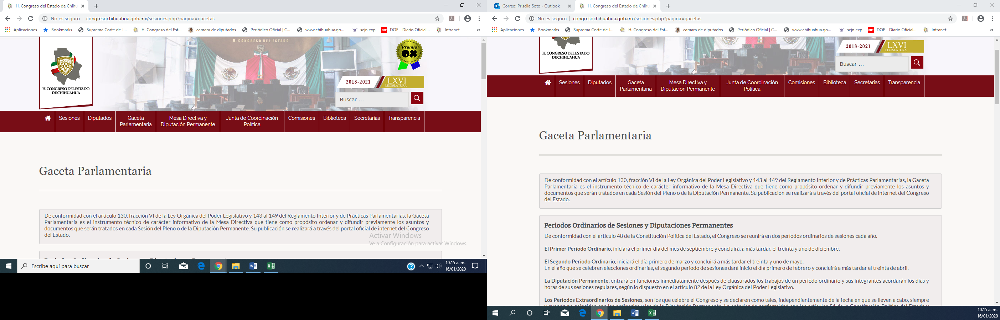 H. Congreso del Estado de Chihu
No es seguro | congresochihuahua.gob.mx/sesiones.php?pagina=gacetas
Aplicaciones Bookmarks Suprema Corte de J... H. Congreso del Est... camara de diputados Periódico Oficial | C... www.chihuahua.go... scjn exp DOF - Diario Oficial... Intranet »
H. CONGRESO DEL ESTADO
Premio
OX
H. CONGRESO DEL ESTADO
DE CHIHUAHUA
2018-2021 LXVI
LEGISLATURA
Buscar ...
Sesiones Diputados Gaceta Parlamentaria Mesa Directiva y Diputación Permanente Junta de Coordinación Política Comisiones Biblioteca Secretarías Transparencia
Gaceta Parlamentaria
De conformidad con el artículo 130, fracción VI de la Ley Orgánica del Poder Legislativo y 143 al 149 del Reglamento Interior y de Prácticas Parlamentarias, la Gaceta
Parlamentaria es el instrumento técnico de carácter informativo de la Mesa Directiva que tiene como propósito ordenar y difundir previamente los asuntos y
documentos que serán tratados en cada Sesión del Pleno o de la Diputación Permanente. Su publicación se realizará a través del portal oficial de internet del Congreso
del Estado.
Activar Windows
Ve a Configuración para activar Windows.
Escribe aquí para buscar
10:15 a. m.
16/01/2020
Correo: Priscila Soto - Outlook H. Congreso del Estado de Chihu
No es seguro | congresochihuahua.gob.mx/sesiones.php?pagina=gacetas
Aplicaciones Bookmarks Suprema Corte de J... H. Congreso del Est... camara de diputados Periódico Oficial | C... www.chihuahua.go... scjn exp DOF - Diario Oficial... Intranet »
H. CONGRESO DEL ESTADO
DE CHIHUAHUA
2018-2021 LXVI
LEGISLATURA
Buscar ...
Sesiones Diputados Gaceta Parlamentaria Mesa Directiva y Diputación Permanente Junta de Coordinación Política Comisiones Biblioteca Secretarías Transparencia
Gaceta Parlamentaria
De conformidad con el artículo 130, fracción VI de la Ley Orgánica del Poder Legislativo y 143 al 149 del Reglamento Interior y de Prácticas Parlamentarias, la Gaceta
Parlamentaria es el instrumento técnico de carácter informativo de la Mesa Directiva que tiene como propósito ordenar y difundir previamente los asuntos y
documentos que serán tratados en cada Sesión del Pleno o de la Diputación Permanente. Su publicación se realizará a través del portal oficial de internet del Congreso
del Estado.
Periodos Ordinarios de Sesiones y Diputaciones Permanentes
De conformidad con el artículo 48 de la Constitución Política del Estado, el Congreso se reunirá en dos períodos ordinarios de sesiones cada año.
El Primer Periodo Ordinario, iniciará el primer día del mes de septiembre y concluirá, a más tardar, el treinta y uno de diciembre.
El Segundo Periodo Ordinario, iniciará el día primero de marzo y concluirá a más tardar el treinta y uno de mayo.
En el año que se celebren elecciones ordinarias, el segundo periodo de sesiones dará inicio el día primero de febrero y concluirá a más tardar el treinta de abril.
La Diputación Permanente, entrará en funciones inmediatamente después de clausurados los trabajos de un período ordinario y sus integrantes acordarán los días y
horas de sus sesiones regulares, según lo dispuesto en el artículo 82 de la Ley Orgánica del Poder Legislativo.
Los Períodos Extraordinarios de Sesiones, son los que celebre el Congreso y se declaren como tales, independientemente de la fecha en que se lleven a cabo, siempre
10:15 a. m.
16/01/2020